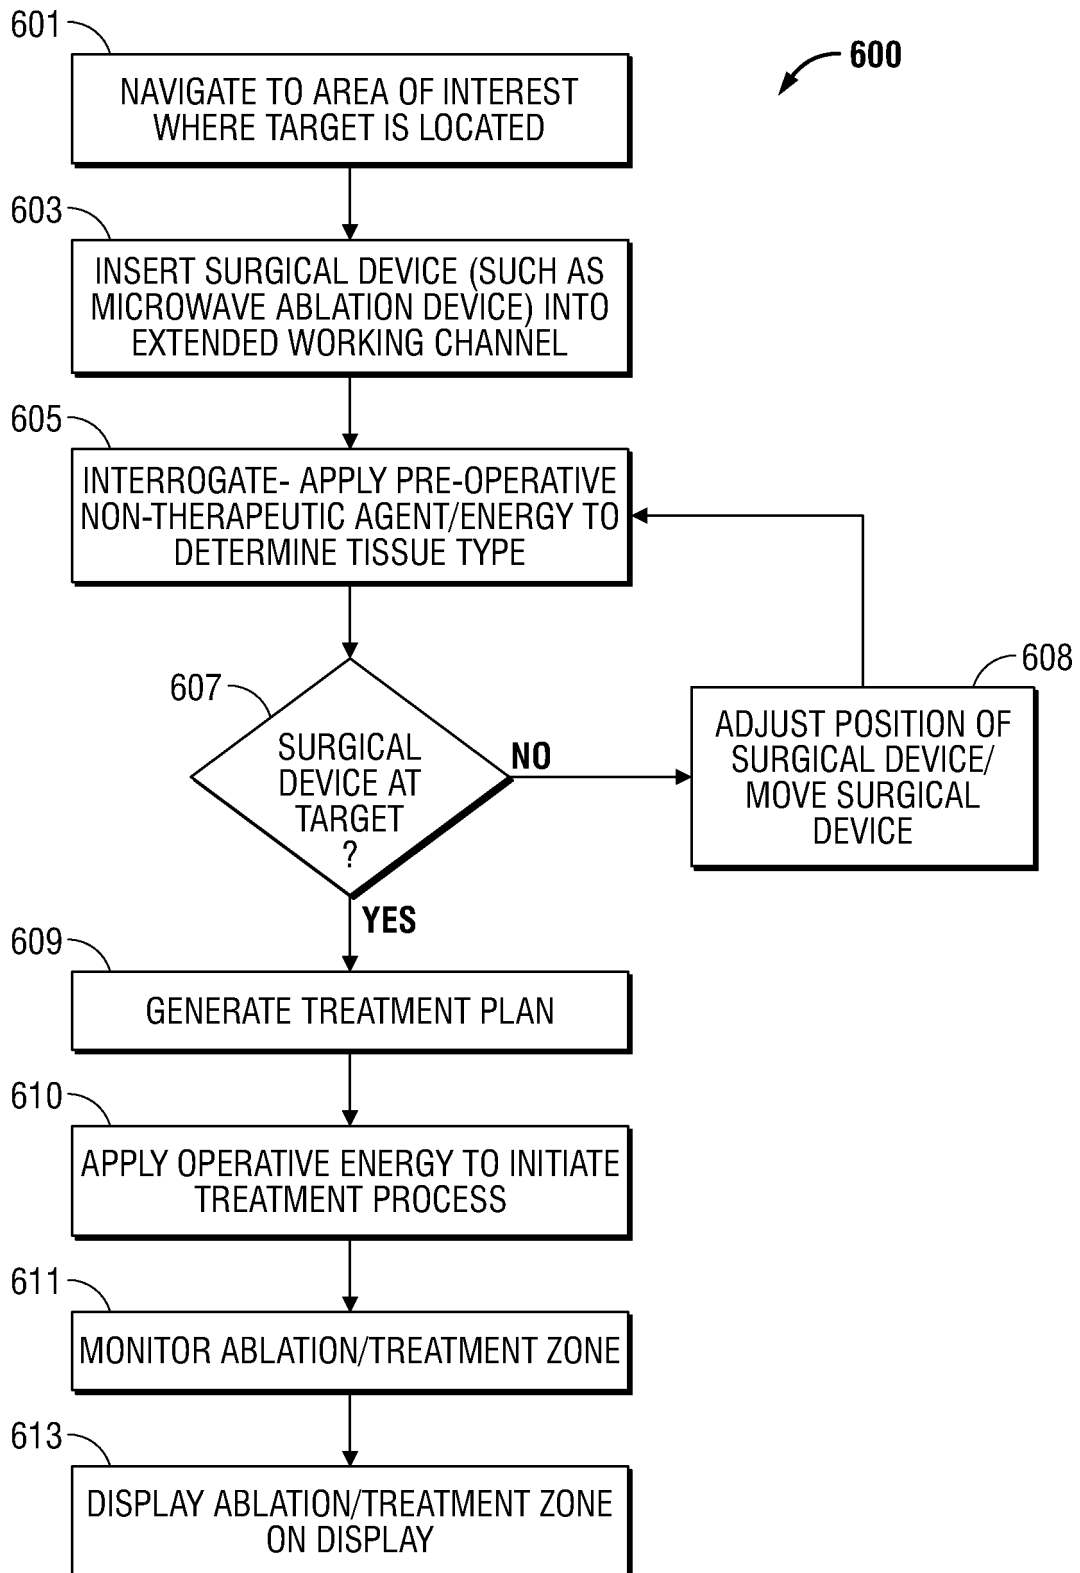 601
600
NAVIGATE TO AREA OF INTEREST
WHERE TARGET IS LOCATED
603
INSERT SURGICAL DEVICE (SUCH AS
MICROWAVE ABLATION DEVICE) INTO
EXTENDED WORKING CHANNEL
605
INTERROGATE- APPLY PRE-OPERATIVE
NON-THERAPEUTIC AGENT/ENERGY TO
DETERMINE TISSUE TYPE
607
SURGICAL
DEVICE AT
TARGET
?
NO
608
ADJUST POSITION OF
SURGICAL DEVICE/
MOVE SURGICAL
DEVICE
YES
609
GENERATE TREATMENT PLAN
610
APPLY OPERATIVE ENERGY TO INITIATE
TREATMENT PROCESS
611
MONITOR ABLATION/TREATMENT ZONE
613
DISPLAY ABLATION/TREATMENT ZONE
ON DISPLAY